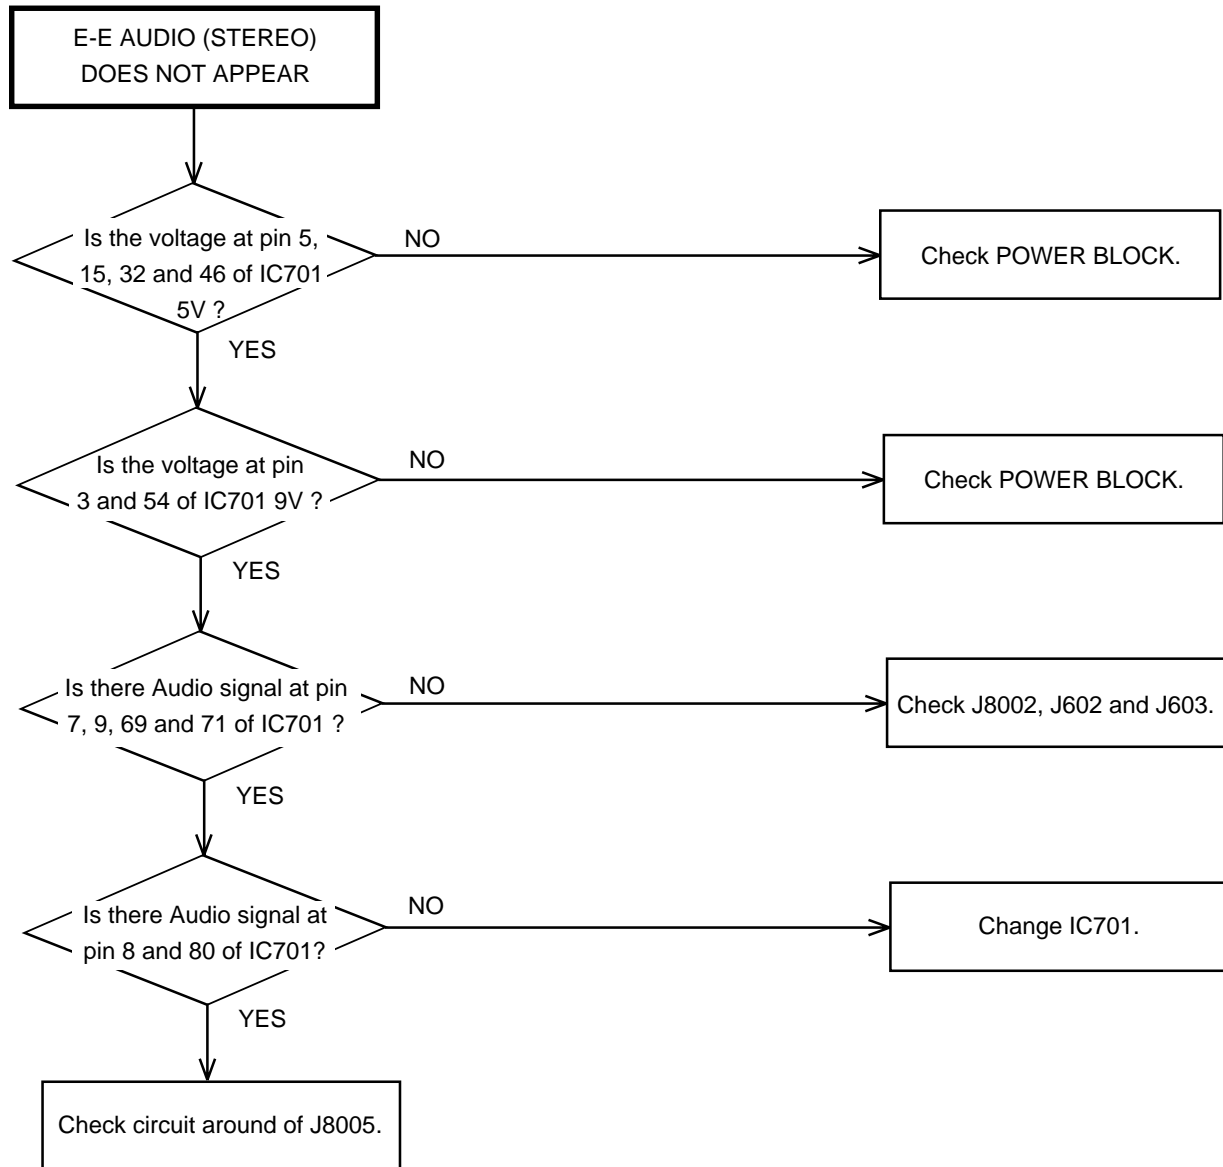 E-E AUDIO (STEREO)
DOES NOT APPEAR
Is the voltage at pin 5,
15, 32 and 46 of IC701
5V ?
NO
Check POWER BLOCK.
YES
Is the voltage at pin
3 and 54 of IC701 9V ?
NO
Check POWER BLOCK.
YES
Is there Audio signal at pin
7, 9, 69 and 71 of IC701 ?
NO
Check J8002, J602 and J603.
YES
Is there Audio signal at
pin 8 and 80 of IC701?
NO
Change IC701.
YES
Check circuit around of J8005.